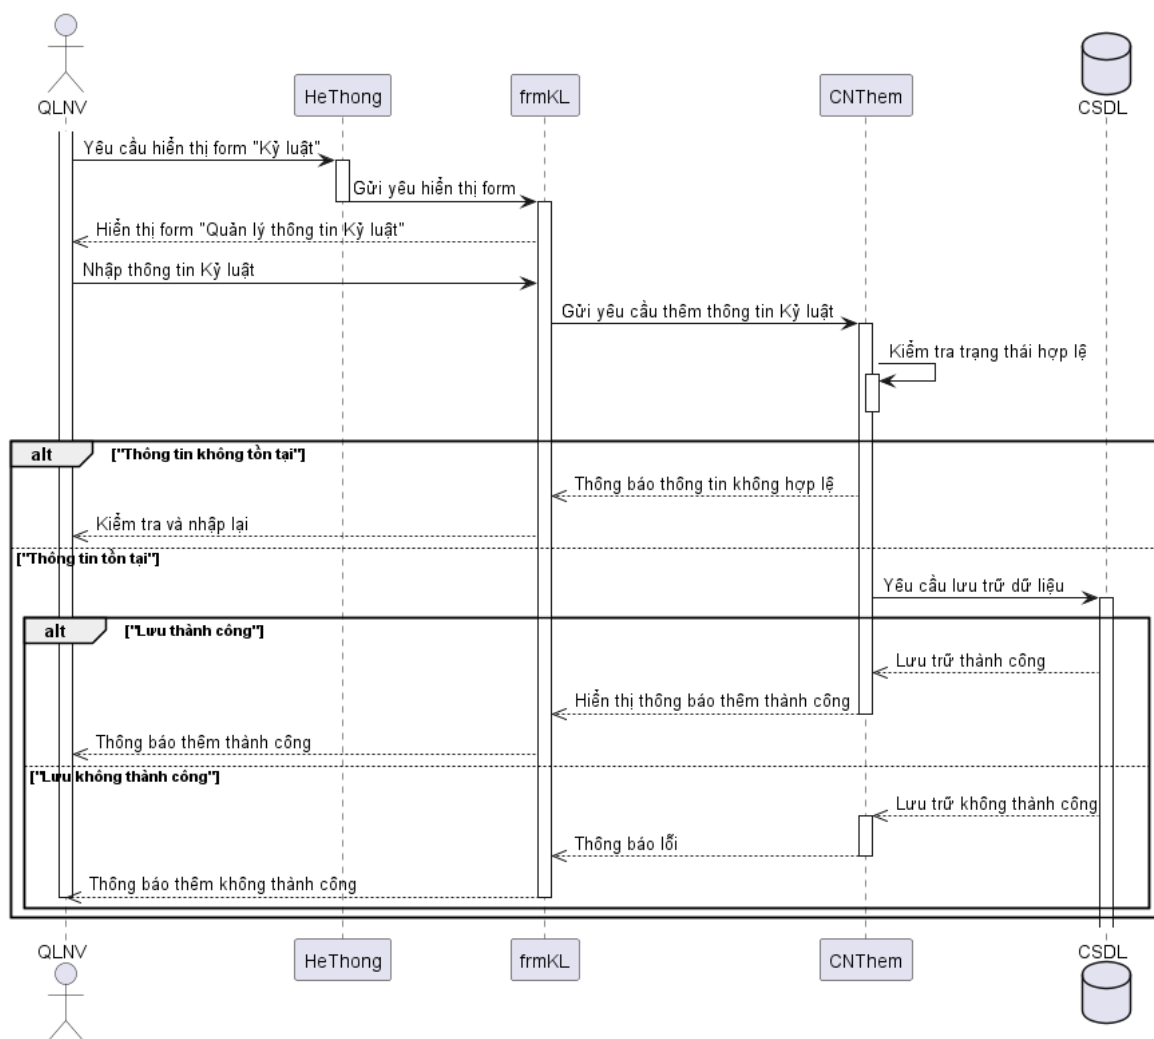 QLNV
HeThong
frmKL
CNThem
CSDL
Yêu cầu hiển thị form "Kỷ luật"
Gửi yêu hiển thị form
Hiển thị form "Quản lý thông tin Kỷ luật"
Nhập thông tin Kỷ luật
Gửi yêu cầu thêm thông tin Kỷ luật
Kiểm tra trạng thái hợp lệ
alt ["Thông tin không tồn tại"]
Thông báo thông tin không hợp lệ
Kiểm tra và nhập lại
["Thông tin tồn tại"]
Yêu cầu lưu trữ dữ liệu
alt ["Lưu thành công"]
Lưu trữ thành công
Hiển thị thông báo thêm thành công
Thông báo thêm thành công
["Lưu không thành công"]
Lưu trữ không thành công
Thông báo lỗi
Thông báo thêm không thành công
QLNV
HeThong
frmKL
CNThem
CSDL